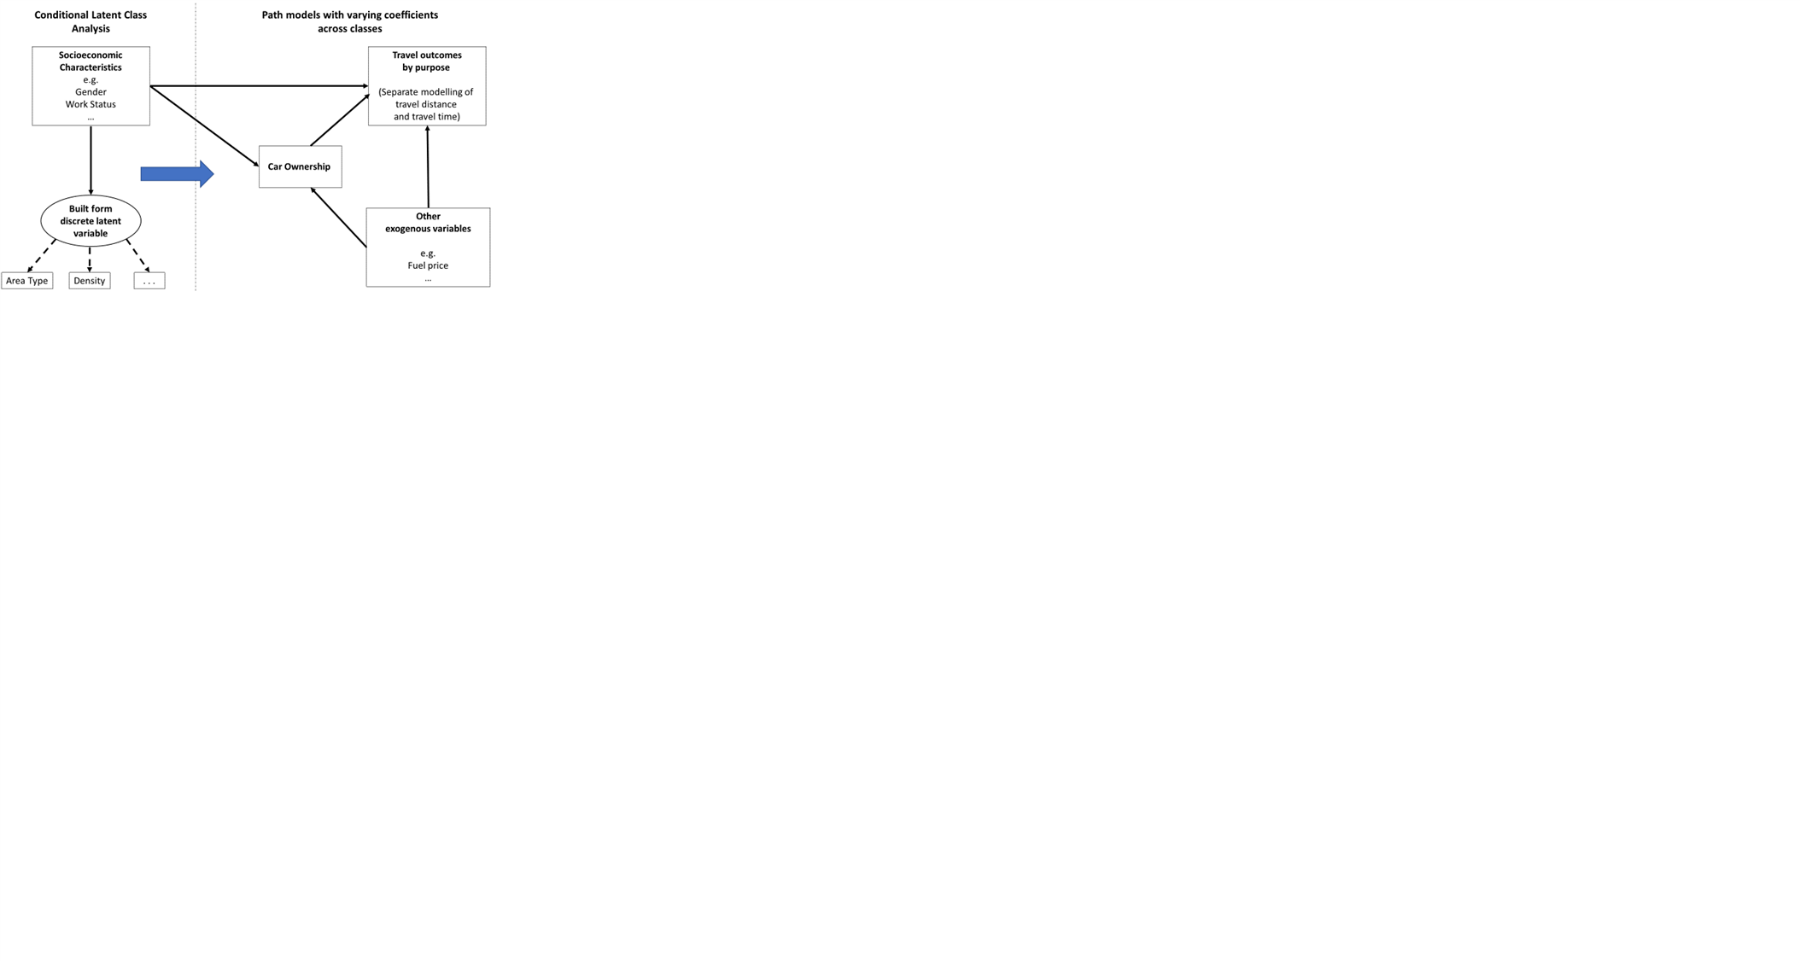 Conditional Latent Class
Analysis
Path models with varying coefficients
across classes
Socioeconomic
Characteristics
e.g.
Gender
Work Status
...
Travel outcomes
by purpose
(Separate modelling of
travel distance
and travel time)
Car Ownership
Built form
discrete latent
variable
Other
exogenous variables
e.g.
Fuel price
...
Area Type
Density
. . .